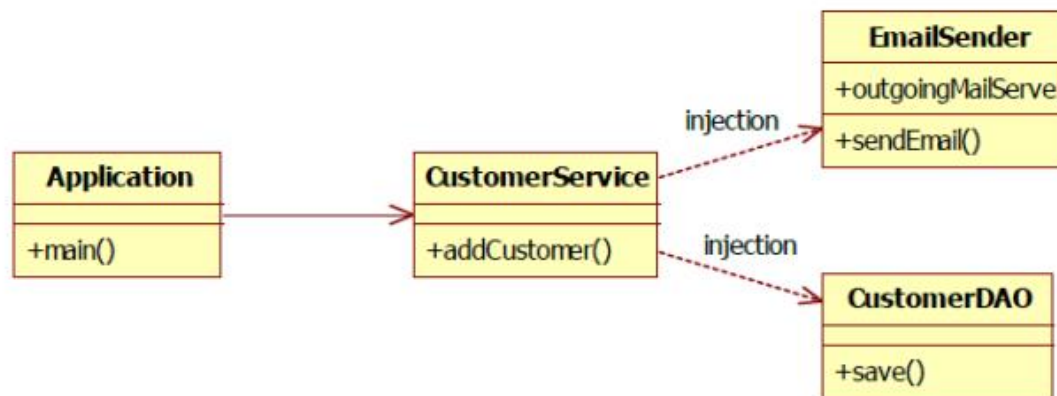 EmailSender
+outgoingMailServe
injection
+sendEmail()
Application
CustomerService
+main()
+addCustomer()
injection
CustomerDAO
+save()